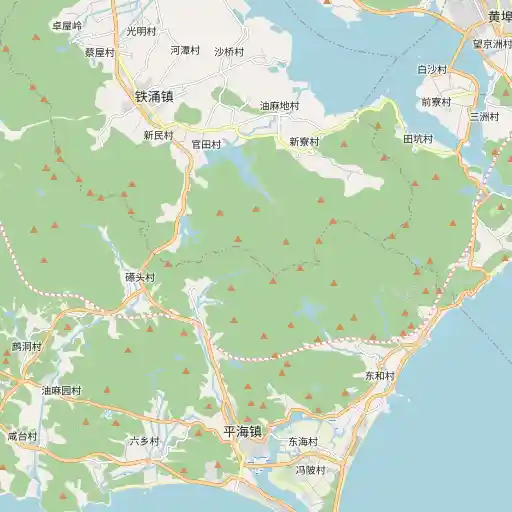 黄埠
卓屋岭
光明村
望京洲村
河潭村
沙桥村
蔡屋村
白沙村
铁涌镇
油麻地村
前寮村
三洲村
新民村
官田村
新寮村
田坑村
礤头村
鹧洞村
东和村
油麻园村
平海镇
咸台村
六乡村
东海村
冯陂村